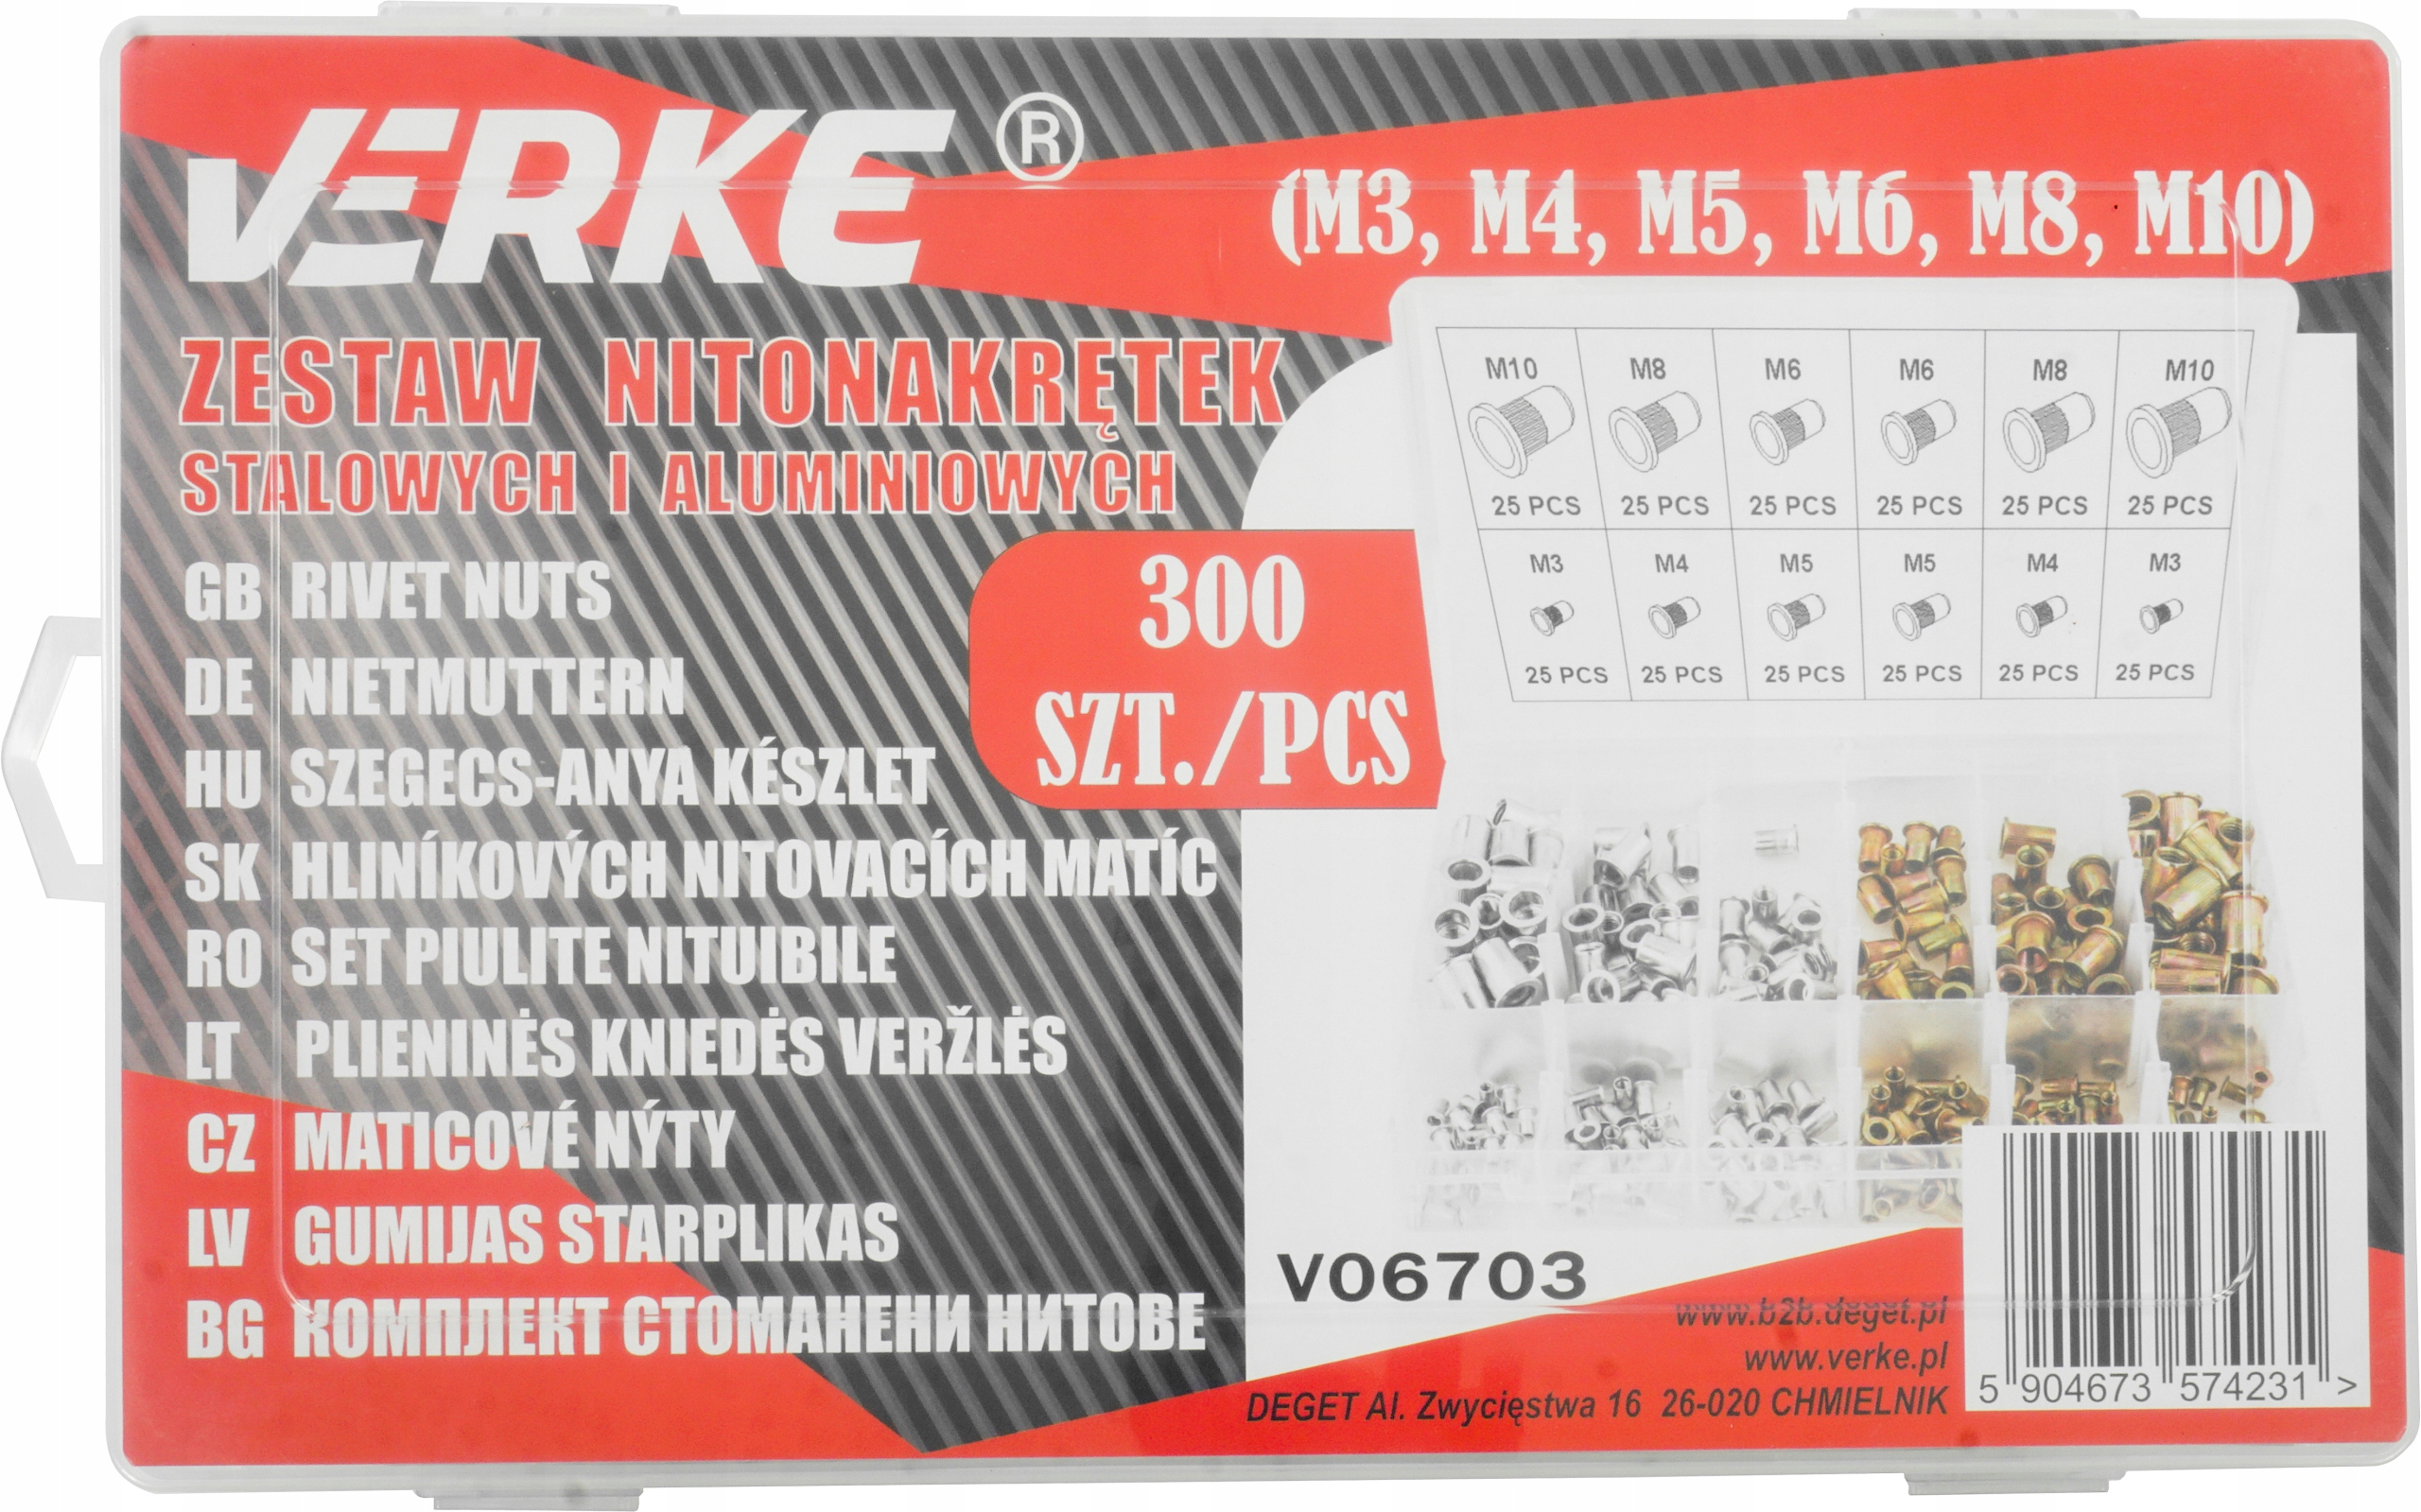 VERKE ®
(M3, M4, M5, M6, M8, M10)
ZESTAW NITONAKRĘTEK
STALOWYCH I ALUMINIOWYCH
GB RIVET NUTS
DE NIETMUTTERN
HU SZEGECS-ANYA KÉSZLET
SK HLINÍKOVÝCH NITOVACÍCH MATÍC
RO SET PIULITE NITUIBILE
LT PLIENINĖS KNIEDĖS VERŽLĖS
CZ MATICOVÉ NÝTY
LV GUMIJAS STARPLIKAS
BG КОМПЛЕКТ СТОМАНЕНИ НИТОВЕ
300
SZT./PCS
M10 M8 M6 M6 M8 M10
25 PCS 25 PCS 25 PCS 25 PCS 25 PCS 25 PCS
M3 M4 M5 M5 M4 M3
25 PCS 25 PCS 25 PCS 25 PCS 25 PCS 25 PCS
V06703
www.b2b.deget.pl
www.verke.pl
DEGET Al. Zwycięstwa 16 26-020 CHMIELNIK
5 904673 574231 >